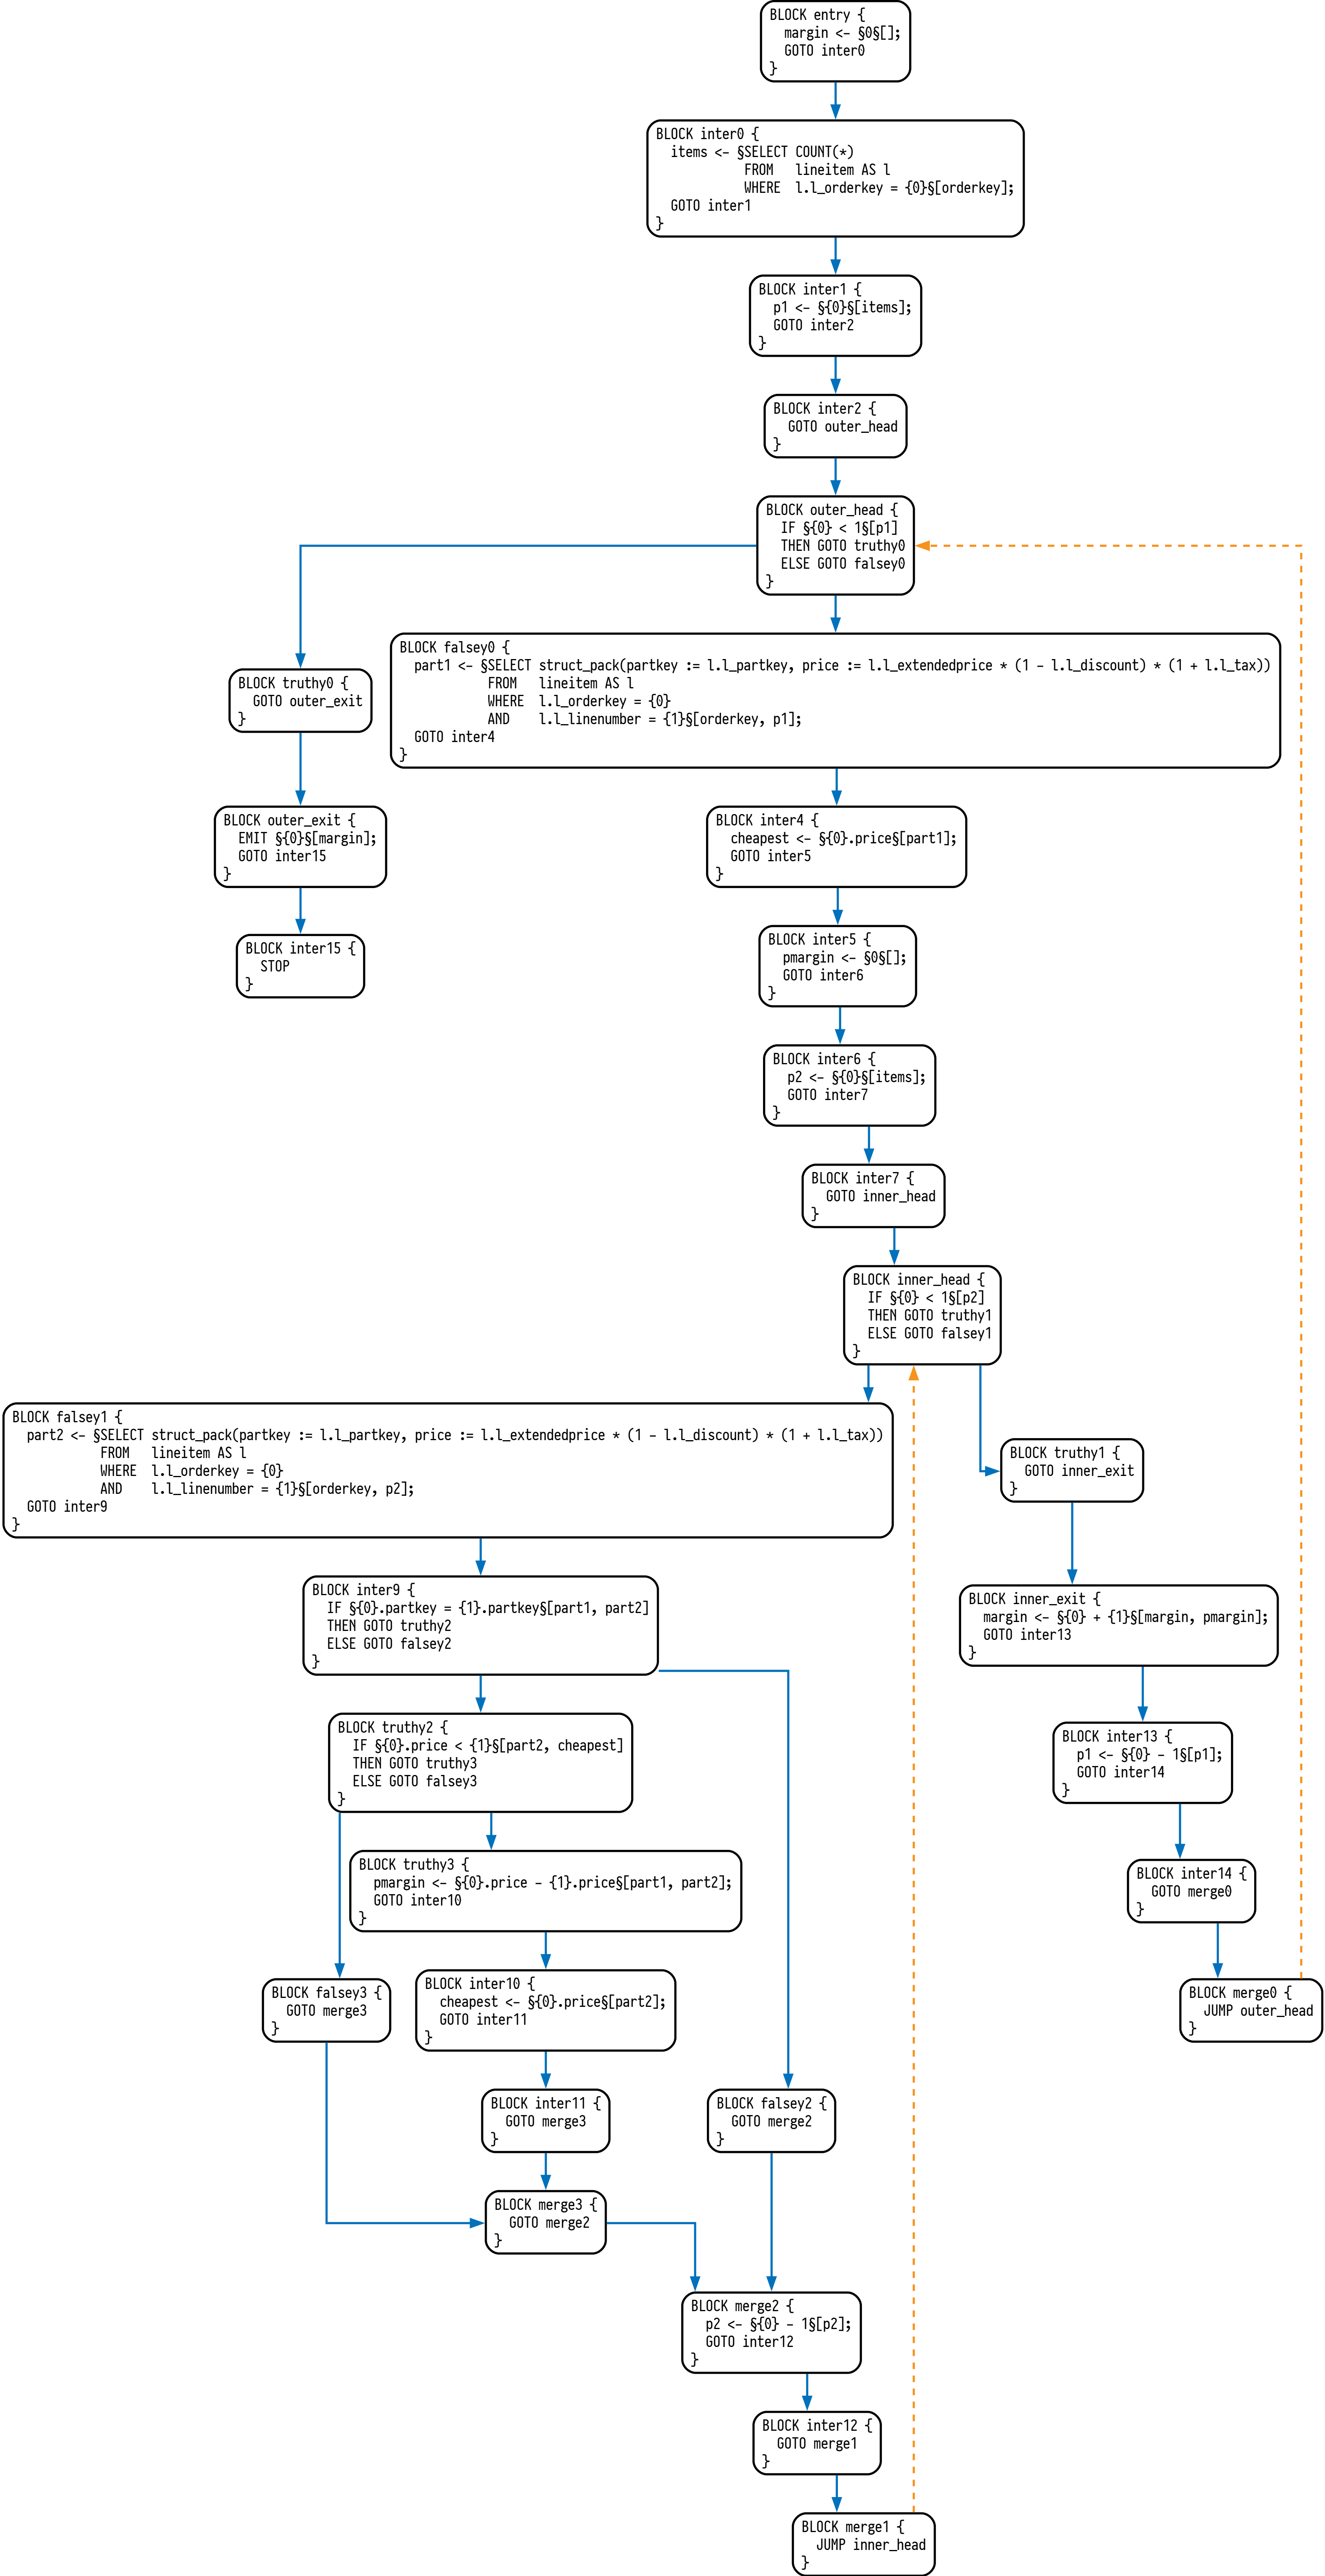 BLOCK entry {
  margin <- §0§[];
  GOTO inter0
}
BLOCK inter0 {
  items <- §SELECT COUNT(*)
            FROM   lineitem AS l
            WHERE  l.l_orderkey = {0}§[orderkey];
  GOTO inter1
}
BLOCK inter1 {
  p1 <- §{0}§[items];
  GOTO inter2
}
BLOCK inter2 {
  GOTO outer_head
}
BLOCK outer_head {
  IF §{0} < 1§[p1]
  THEN GOTO truthy0
  ELSE GOTO falsey0
}
BLOCK falsey0 {
  part1 <- §SELECT struct_pack(partkey := l.l_partkey, price := l.l_extendedprice * (1 - l.l_discount) * (1 + l.l_tax))
            FROM   lineitem AS l
            WHERE  l.l_orderkey = {0}
            AND    l.l_linenumber = {1}§[orderkey, p1];
  GOTO inter4
}
BLOCK truthy0 {
  GOTO outer_exit
}
BLOCK outer_exit {
  EMIT §{0}§[margin];
  GOTO inter15
}
BLOCK inter15 {
  STOP
}
BLOCK inter4 {
  cheapest <- §{0}.price§[part1];
  GOTO inter5
}
BLOCK inter5 {
  pmargin <- §0§[];
  GOTO inter6
}
BLOCK inter6 {
  p2 <- §{0}§[items];
  GOTO inter7
}
BLOCK inter7 {
  GOTO inner_head
}
BLOCK inner_head {
  IF §{0} < 1§[p2]
  THEN GOTO truthy1
  ELSE GOTO falsey1
}
BLOCK falsey1 {
  part2 <- §SELECT struct_pack(partkey := l.l_partkey, price := l.l_extendedprice * (1 - l.l_discount) * (1 + l.l_tax))
            FROM   lineitem AS l
            WHERE  l.l_orderkey = {0}
            AND    l.l_linenumber = {1}§[orderkey, p2];
  GOTO inter9
}
BLOCK truthy1 {
  GOTO inner_exit
}
BLOCK inner_exit {
  margin <- §{0} + {1}§[margin, pmargin];
  GOTO inter13
}
BLOCK inter13 {
  p1 <- §{0} - 1§[p1];
  GOTO inter14
}
BLOCK inter14 {
  GOTO merge0
}
BLOCK merge0 {
  JUMP outer_head
}
BLOCK inter9 {
  IF §{0}.partkey = {1}.partkey§[part1, part2]
  THEN GOTO truthy2
  ELSE GOTO falsey2
}
BLOCK truthy2 {
  IF §{0}.price < {1}§[part2, cheapest]
  THEN GOTO truthy3
  ELSE GOTO falsey3
}
BLOCK truthy3 {
  pmargin <- §{0}.price - {1}.price§[part1, part2];
  GOTO inter10
}
BLOCK falsey3 {
  GOTO merge3
}
BLOCK inter10 {
  cheapest <- §{0}.price§[part2];
  GOTO inter11
}
BLOCK inter11 {
  GOTO merge3
}
BLOCK falsey2 {
  GOTO merge2
}
BLOCK merge3 {
  GOTO merge2
}
BLOCK merge2 {
  p2 <- §{0} - 1§[p2];
  GOTO inter12
}
BLOCK inter12 {
  GOTO merge1
}
BLOCK merge1 {
  JUMP inner_head
}